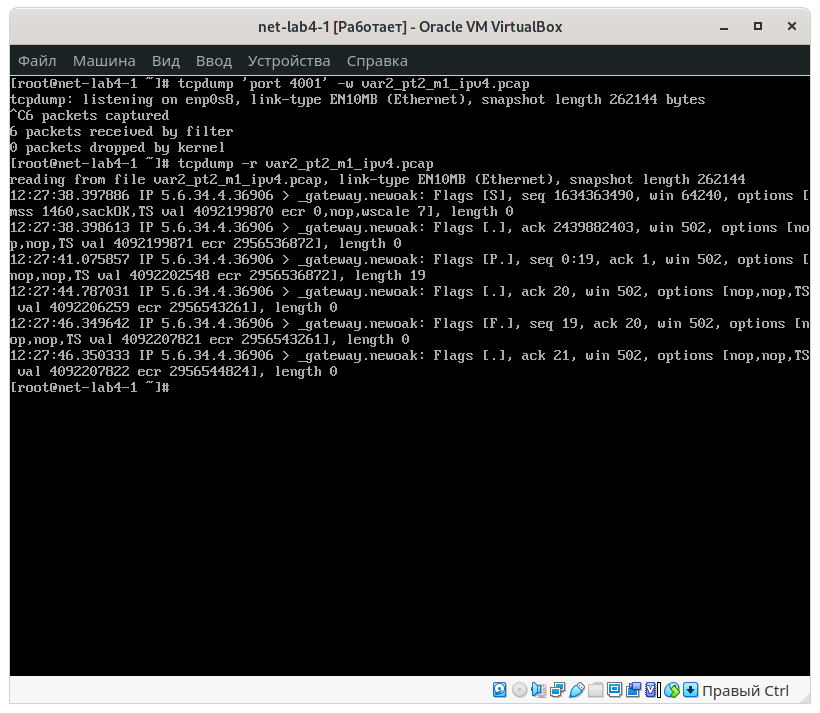 net-lab4-1 [Работает] - Oracle VM VirtualBox
Файл Машина Вид Ввод Устройства Справка
[root@net-lab4-1 ~]# tcpdump 'port 4001' -w var2_pt2_m1_ipv4.pcap
tcpdump: listening on enp0s8, link-type EN10MB (Ethernet), snapshot length 262144 bytes
^C6 packets captured
6 packets received by filter
0 packets dropped by kernel
[root@net-lab4-1 ~]# tcpdump -r var2_pt2_m1_ipv4.pcap
reading from file var2_pt2_m1_ipv4.pcap, link-type EN10MB (Ethernet), snapshot length 262144
12:27:38.397886 IP 5.6.34.4.36906 > _gateway.newoak: Flags [S], seq 1634363490, win 64240, options [
mss 1460,sackOK,TS val 4092199870 ecr 0,nop,wscale 7], length 0
12:27:38.398613 IP 5.6.34.4.36906 > _gateway.newoak: Flags [.], ack 2439882403, win 502, options [no
p,nop,TS val 4092199871 ecr 2956536872], length 0
12:27:41.075857 IP 5.6.34.4.36906 > _gateway.newoak: Flags [P.], seq 0:19, ack 1, win 502, options [
nop,nop,TS val 4092202548 ecr 2956536872], length 19
12:27:44.787031 IP 5.6.34.4.36906 > _gateway.newoak: Flags [.], ack 20, win 502, options [nop,nop,TS
 val 4092206259 ecr 2956543261], length 0
12:27:46.349642 IP 5.6.34.4.36906 > _gateway.newoak: Flags [F.], seq 19, ack 20, win 502, options [n
op,nop,TS val 4092207821 ecr 2956543261], length 0
12:27:46.350333 IP 5.6.34.4.36906 > _gateway.newoak: Flags [.], ack 21, win 502, options [nop,nop,TS
 val 4092207822 ecr 2956544824], length 0
[root@net-lab4-1 ~]#
Правый Ctrl